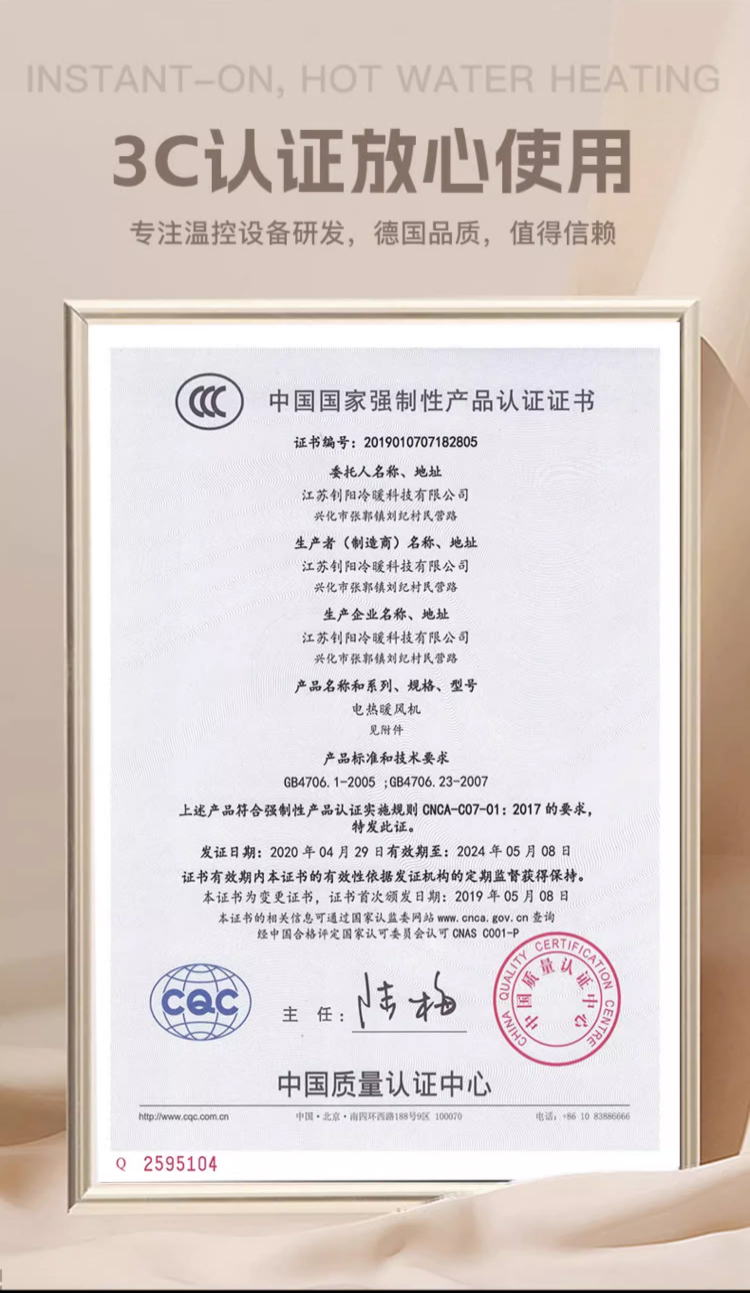 INSTANT-ON, HOT WATER HEATING
3C认证放心使用
专注温控设备研发，德国品质，值得信赖
CCC
中国国家强制性产品认证证书
证书编号：2019010707182805
委托人名称、地址
江苏钊阳冷暖科技有限公司
兴化市张郭镇刘纪村民营路
生产者（制造商）名称、地址
江苏钊阳冷暖科技有限公司
兴化市张郭镇刘纪村民营路
生产企业名称、地址
江苏钊阳冷暖科技有限公司
兴化市张郭镇刘纪村民营路
产品名称和系列、规格、型号
电热暖风机
见附件
产品标准和技术要求
GB4706.1-2005 ;GB4706.23-2007
上述产品符合强制性产品认证实施规则 CNCA-C07-01：2017 的要求，
特发此证。
发证日期：2020 年 04 月 29 日有效期至：2024 年 05 月 08 日
证书有效期内本证书的有效性依据发证机构的定期监督获得保持。
本证书为变更证书，证书首次颁发日期：2019 年 05 月 08 日
本证书的相关信息可通过国家认监委网站 www.cnca.gov.cn 查询
经中国合格评定国家认可委员会认可 CNAS C001-P
CQC
主 任：陆梅
CHINA QUALITY CERTIFICATION CENTRE
中国质量认证中心
中国质量认证中心
http://www.cqc.com.cn 中国·北京·南四环西路188号9区 100070 电话：+86 10 83886666
Q 2595104